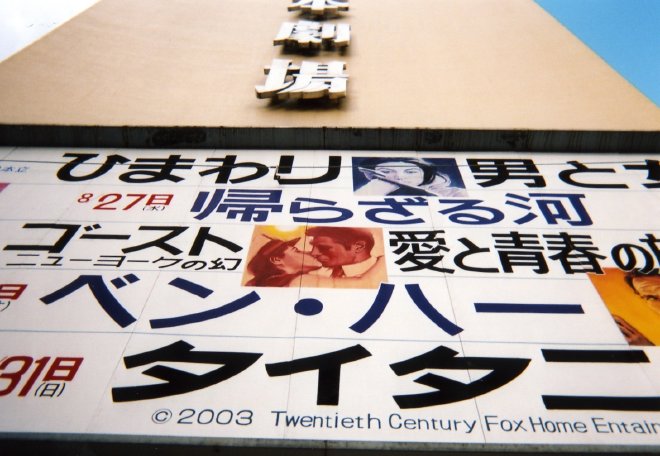 劇場
ひまわり 男と
8/27日(水) 帰らざる河
ゴースト 愛と青春の
ニューヨークの幻
日 ベン・ハー
31日(日) タイタニ
© 2003 Twentieth Century Fox Home